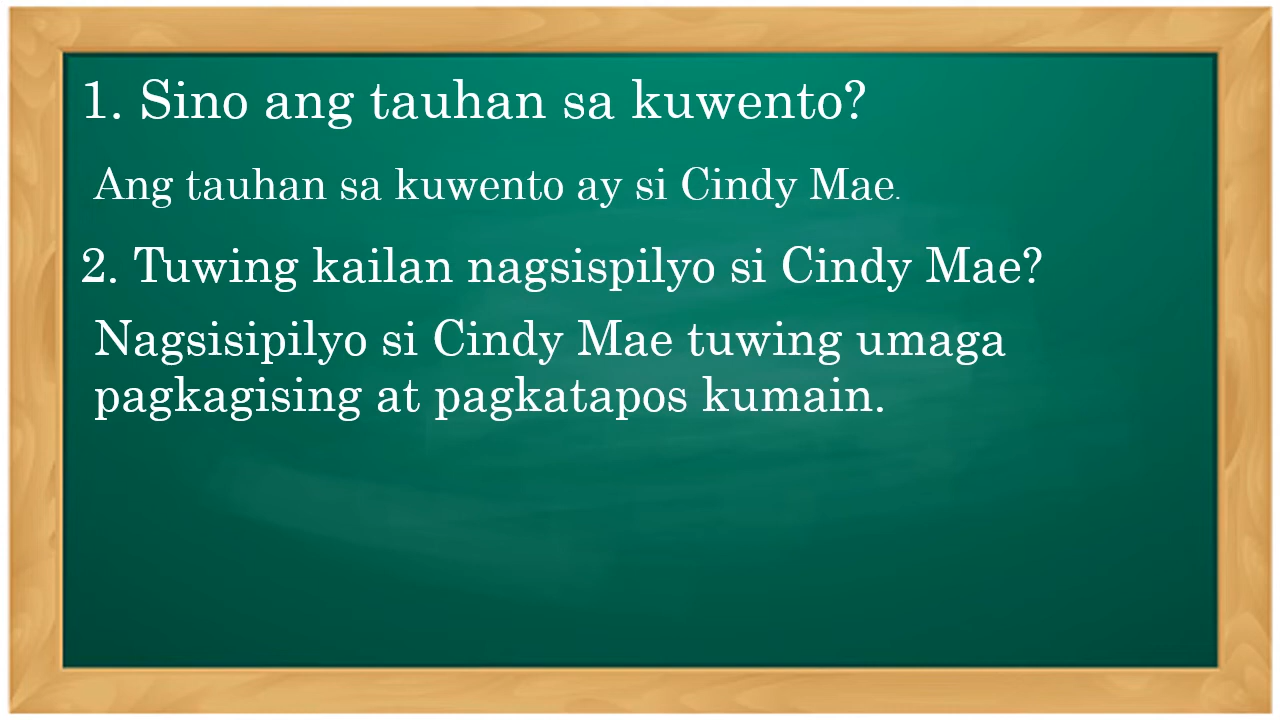 1. Sino ang tauhan sa kuwento?
Ang tauhan sa kuwento ay si Cindy Mae.
2. Tuwing kailan nagsispilyo si Cindy Mae?
Nagsisipilyo si Cindy Mae tuwing umaga
pagkagising at pagkatapos kumain.